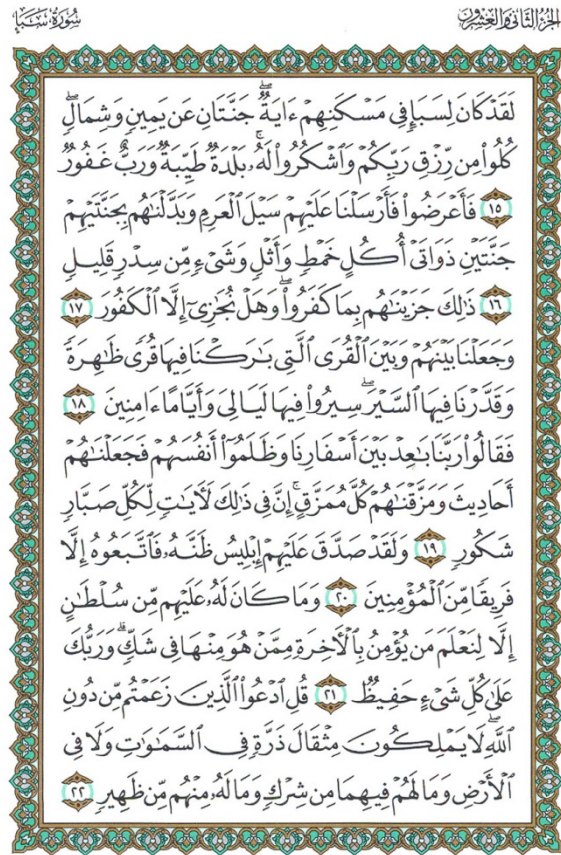 الجزء الثاني والعشرون
سورة سبإ
لَقَدْ كَانَ لِسَبَإٍ فِي مَسْكَنِهِمْ ءَايَةٌۖ جَنَّتَانِ عَن يَمِينٍ وَشِمَالٍۖ
كُلُوا۟ مِن رِّزْقِ رَبِّكُمْ وَٱشْكُرُوا۟ لَهُۥۚ بَلْدَةٌ طَيِّبَةٌ وَرَبٌّ غَفُورٌ
١٥ فَأَعْرَضُوا۟ فَأَرْسَلْنَا عَلَيْهِمْ سَيْلَ ٱلْعَرِمِ وَبَدَّلْنَٰهُم بِجَنَّتَيْهِمْ
جَنَّتَيْنِ ذَوَاتَىْ أُكُلٍ خَمْطٍ وَأَثْلٍ وَشَىْءٍ مِّن سِدْرٍ قَلِيلٍ
١٦ ذَٰلِكَ جَزَيْنَٰهُم بِمَا كَفَرُوا۟ۖ وَهَلْ نُجَٰزِىٓ إِلَّا ٱلْكَفُورَ ١٧
وَجَعَلْنَا بَيْنَهُمْ وَبَيْنَ ٱلْقُرَى ٱلَّتِى بَٰرَكْنَا فِيهَا قُرًى ظَٰهِرَةً
وَقَدَّرْنَا فِيهَا ٱلسَّيْرَۖ سِيرُوا۟ فِيهَا لَيَالِىَ وَأَيَّامًا ءَامِنِينَ ١٨
فَقَالُوا۟ رَبَّنَا بَٰعِدْ بَيْنَ أَسْفَارِنَا وَظَلَمُوٓا۟ أَنفُسَهُمْ فَجَعَلْنَٰهُمْ
أَحَادِيثَ وَمَزَّقْنَٰهُمْ كُلَّ مُمَزَّقٍۚ إِنَّ فِى ذَٰلِكَ لَءَايَٰتٍ لِّكُلِّ صَبَّارٍ
شَكُورٍ ١٩ وَلَقَدْ صَدَّقَ عَلَيْهِمْ إِبْلِيسُ ظَنَّهُۥ فَٱتَّبَعُوهُ إِلَّا
فَرِيقًا مِّنَ ٱلْمُؤْمِنِينَ ٢٠ وَمَا كَانَ لَهُۥ عَلَيْهِم مِّن سُلْطَٰنٍ
إِلَّا لِنَعْلَمَ مَن يُؤْمِنُ بِٱلْءَاخِرَةِ مِمَّنْ هُوَ مِنْهَا فِى شَكٍّۗ وَرَبُّكَ
عَلَىٰ كُلِّ شَىْءٍ حَفِيظٌ ٢١ قُلِ ٱدْعُوا۟ ٱلَّذِينَ زَعَمْتُم مِّن دُونِ
ٱللَّهِۖ لَا يَمْلِكُونَ مِثْقَالَ ذَرَّةٍ فِى ٱلسَّمَٰوَٰتِ وَلَا فِى
ٱلْأَرْضِ وَمَا لَهُمْ فِيهِمَا مِن شِرْكٍ وَمَا لَهُۥ مِنْهُم مِّن ظَهِيرٍ ٢٢